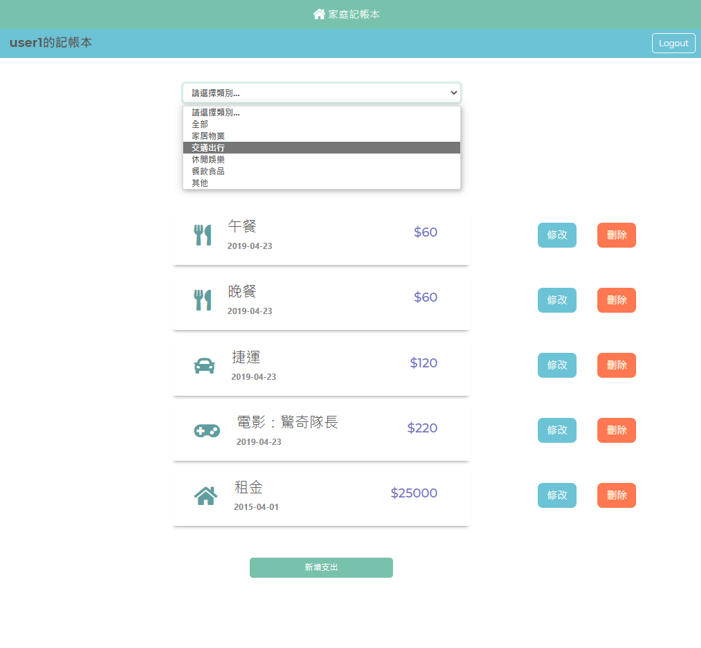 家庭記帳本
user1的記帳本
Logout
請選擇類別...
請選擇類別...
全部
家居物業
交通出行
休閒娛樂
餐飲食品
其他
午餐
2019-04-23
$60
修改
刪除
晚餐
2019-04-23
$60
修改
刪除
捷運
2019-04-23
$120
修改
刪除
電影：驚奇隊長
2019-04-23
$220
修改
刪除
租金
2015-04-01
$25000
修改
刪除
新增支出